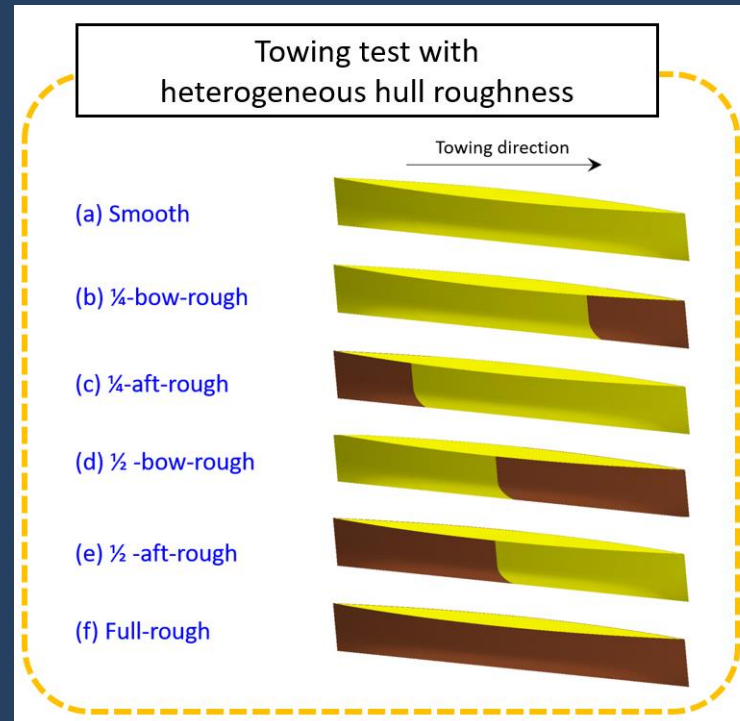 Towing test with
heterogeneous hull roughness
Towing direction
(a) Smooth
(b) ¼-bow-rough
(c) ¼-aft-rough
(d) ½ -bow-rough
(e) ½ -aft-rough
(f) Full-rough